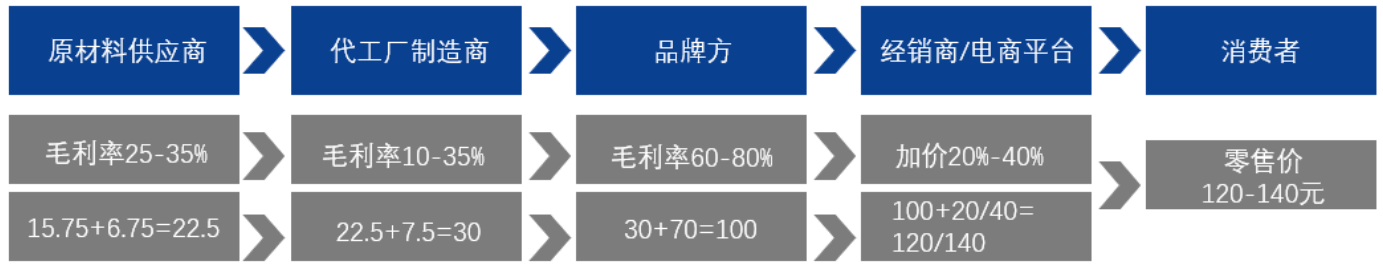 原材料供应商
代工厂制造商
品牌方
经销商/电商平台
消费者
毛利率25-35%
毛利率10-35%
毛利率60-80%
加价20%-40%
零售价
120-140元
15.75+6.75=22.5
22.5+7.5=30
30+70=100
100+20/40=
120/140